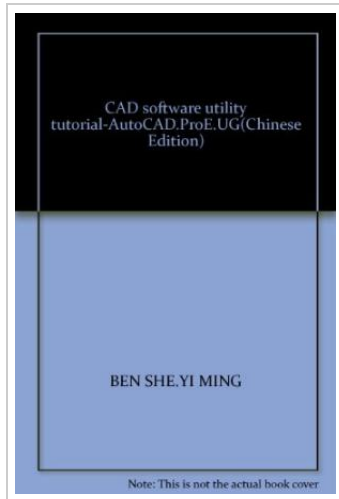 CAD software utility
tutorial-AutoCAD.ProE.UG(Chinese
Edition)
BEN SHE.YI MING
Note: This is not the actual book cover